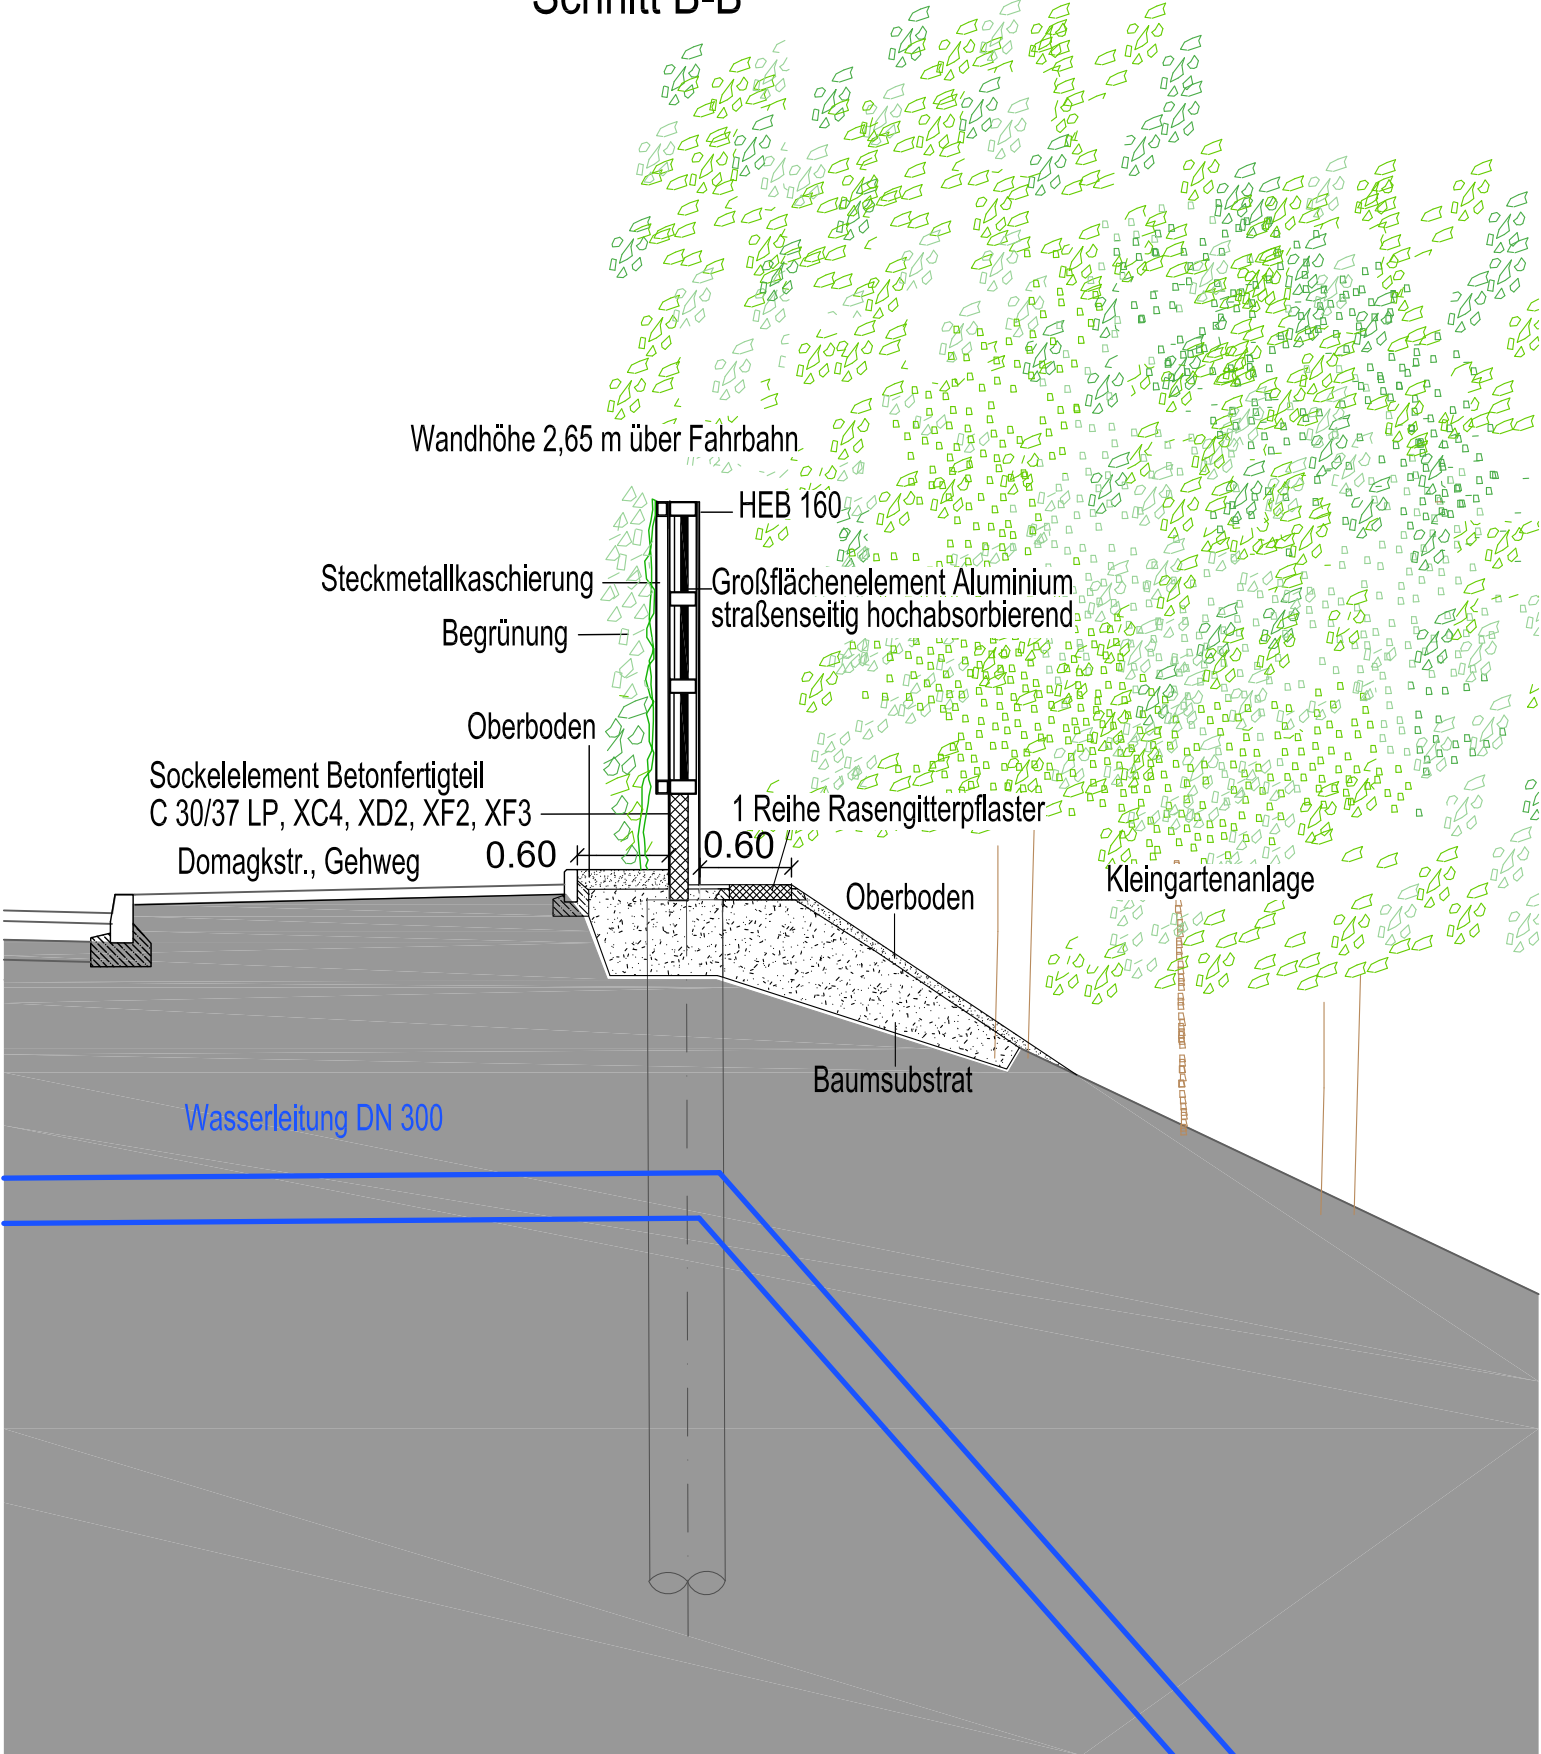 Schnitt B-B
Wandhöhe 2,65 m über Fahrbahn
HEB 160
Steckmetallkaschierung
Großflächenelement Aluminium
straßenseitig hochabsorbierend
Begrünung
Oberboden
Sockelelement Betonfertigteil
C 30/37 LP, XC4, XD2, XF2, XF3
1 Reihe Rasengitterpflaster
Domagkstr., Gehweg
0.60
0.60
Oberboden
Kleingartenanlage
Baumsubstrat
Wasserleitung DN 300